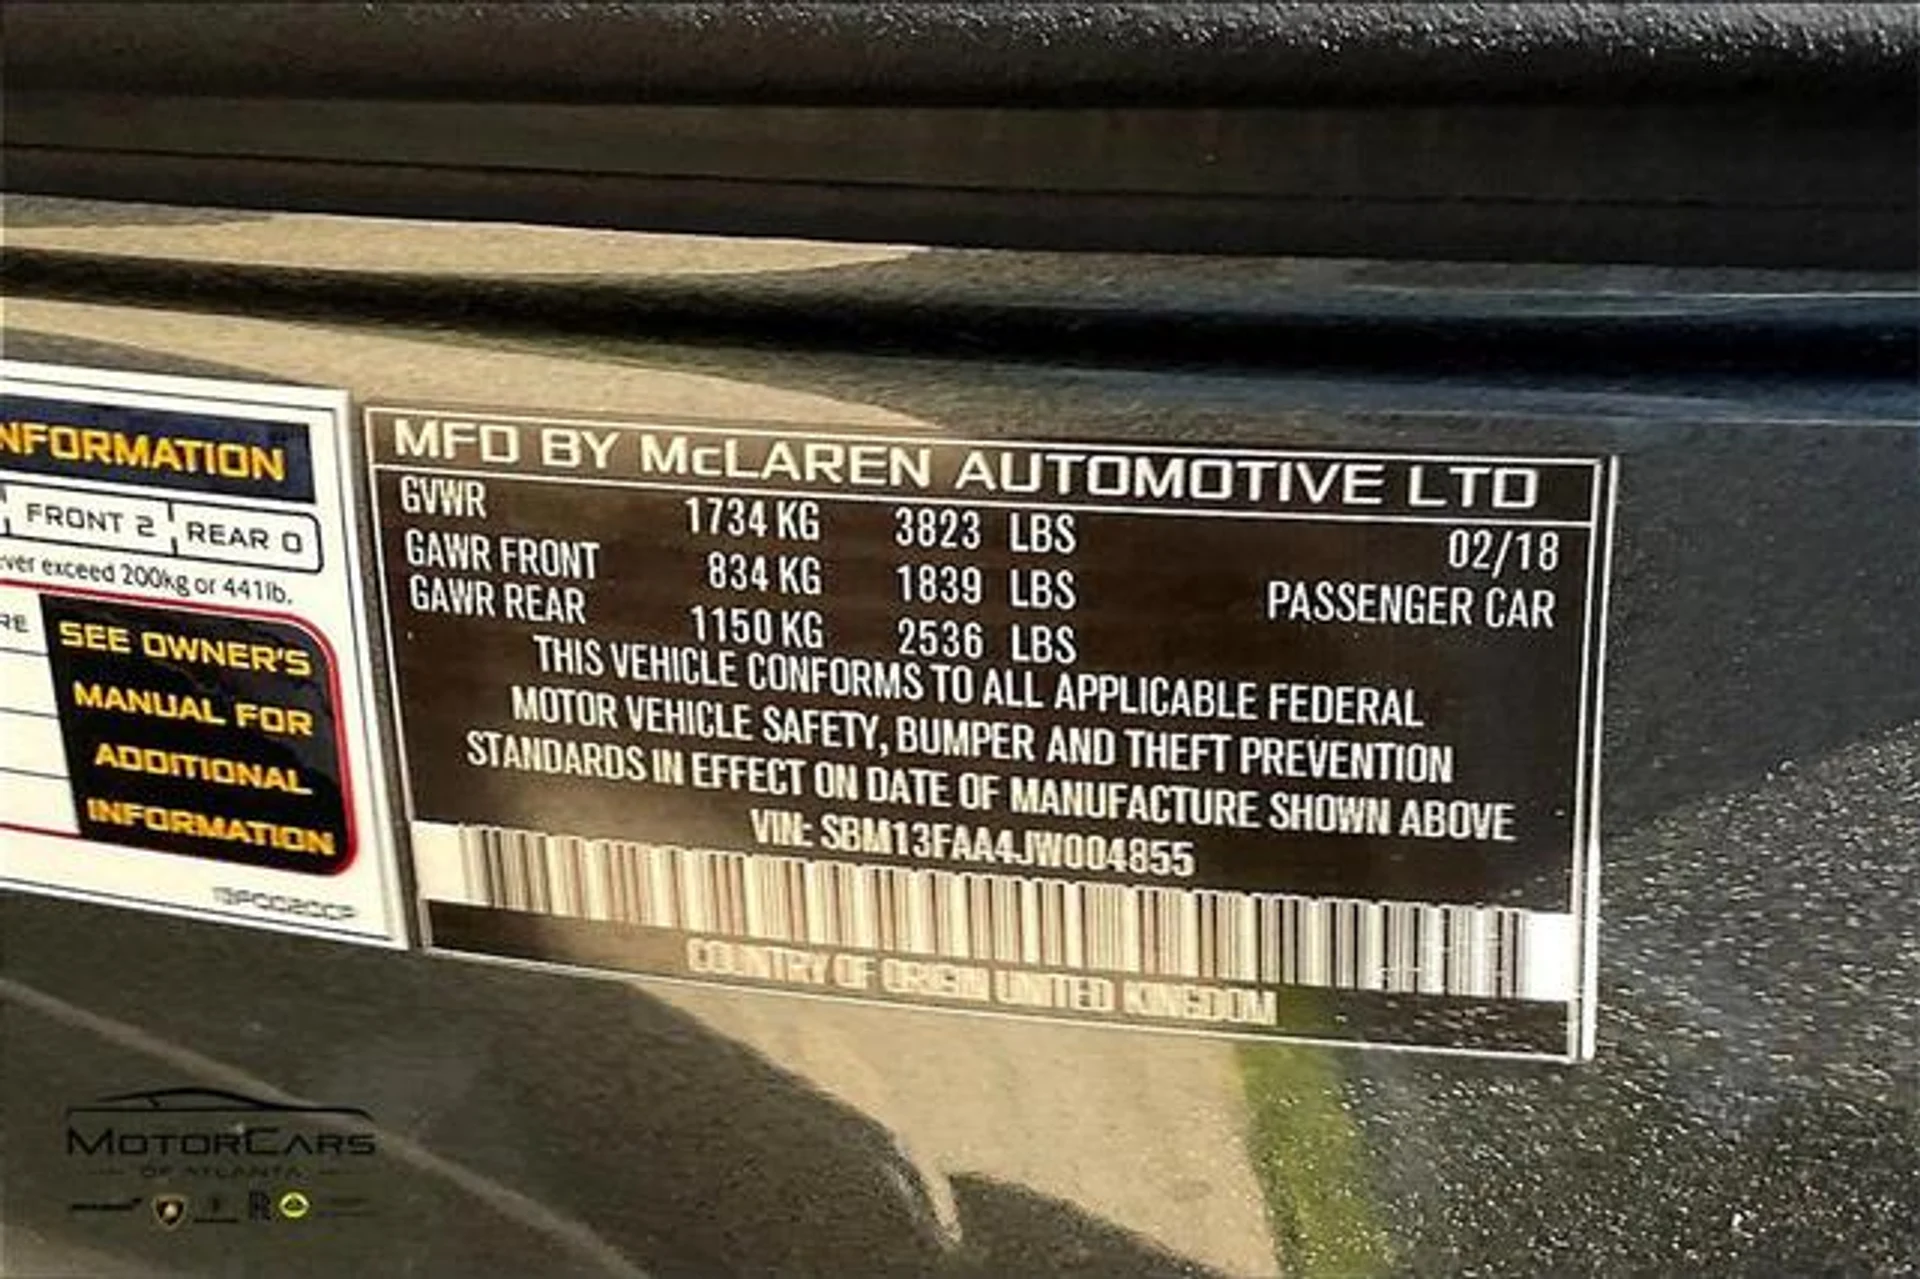 NFORMATION
FRONT 2 REAR 0
ver exceed 200kg or 441lb.
RE
SEE OWNER'S
MANUAL FOR
ADDITIONAL
INFORMATION
MFD BY McLAREN AUTOMOTIVE LTD
GVWR 1734 KG 3823 LBS 02/18
GAWR FRONT 834 KG 1839 LBS PASSENGER CAR
GAWR REAR 1150 KG 2536 LBS
THIS VEHICLE CONFORMS TO ALL APPLICABLE FEDERAL
MOTOR VEHICLE SAFETY, BUMPER AND THEFT PREVENTION
STANDARDS IN EFFECT ON DATE OF MANUFACTURE SHOWN ABOVE
VIN: SBM13FAA4JW004855
COUNTRY OF ORIGIN UNITED KINGDOM
MOTORCARS
OF ATLANTA